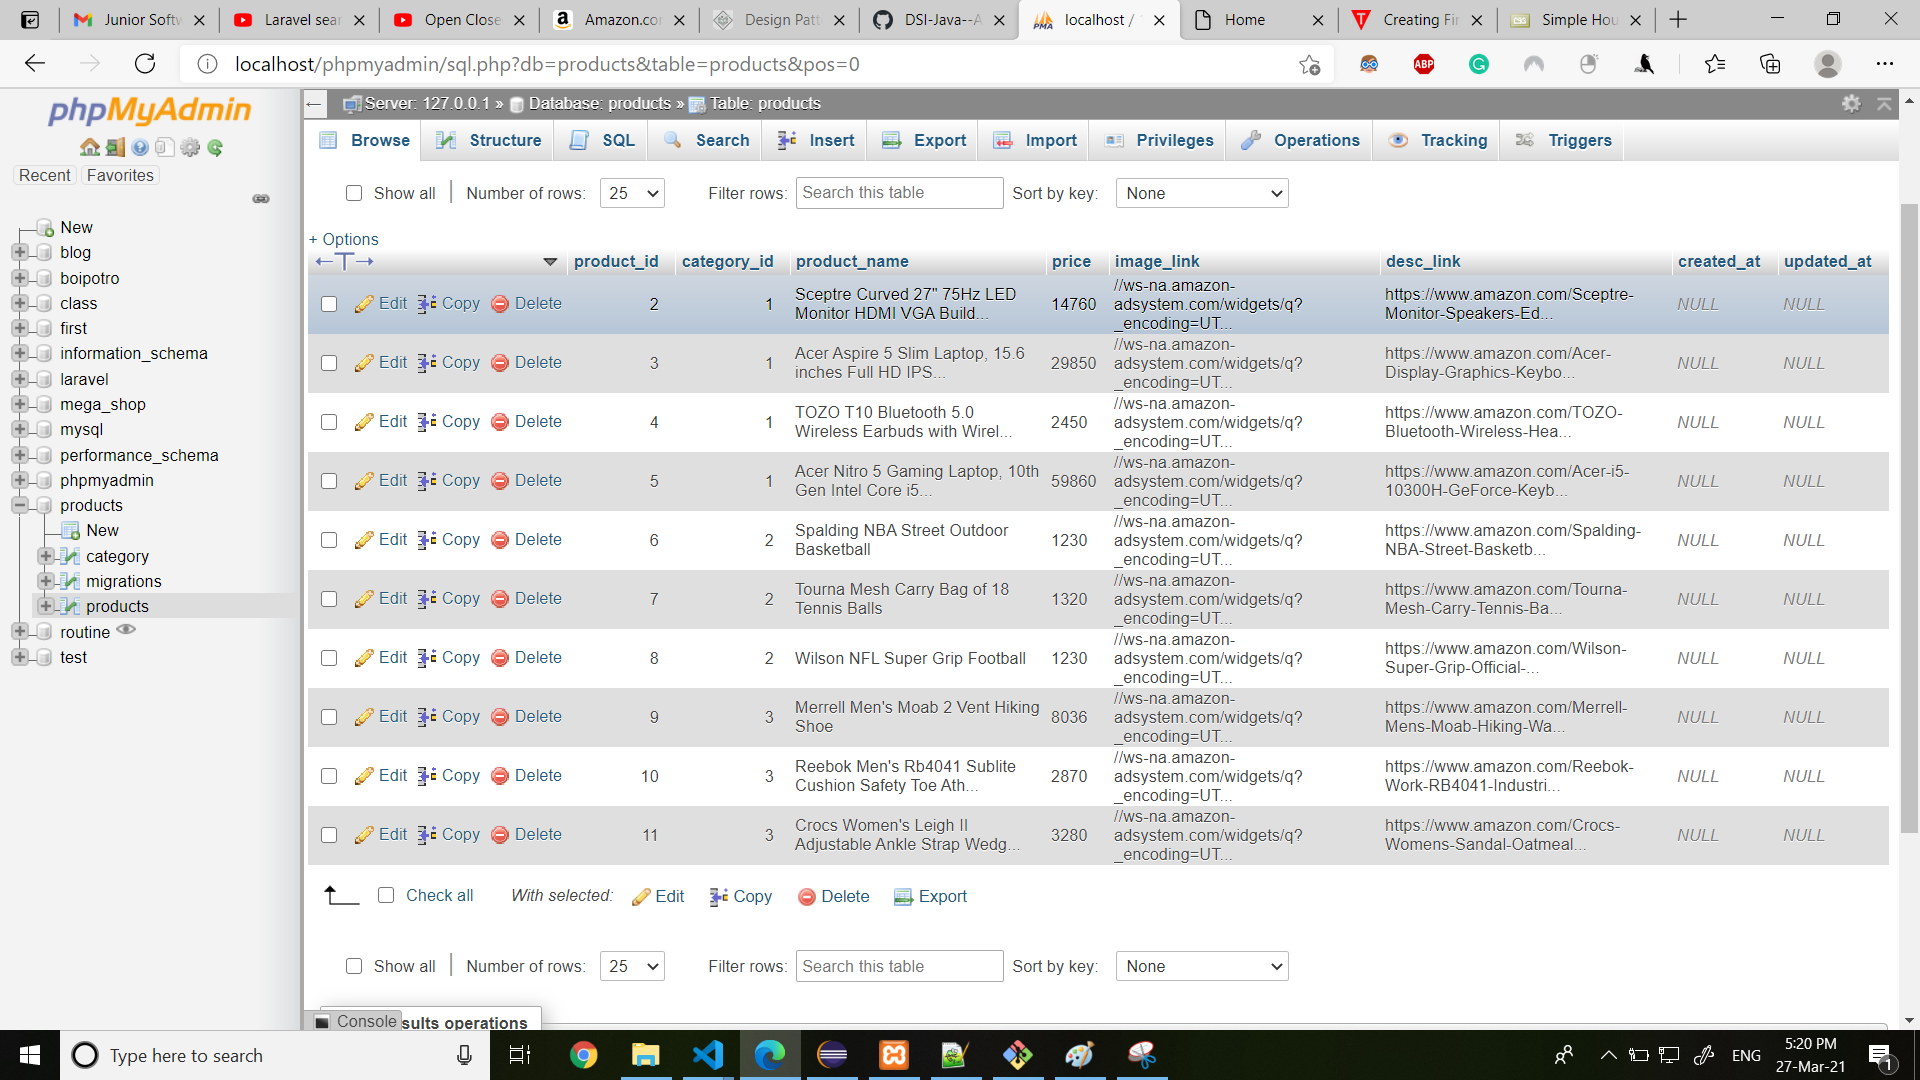 Junior Softw
Laravel sear
Open Close
Amazon.co
Design Patt
DSI-Java--A
localhost /
Home
Creating Fir
Simple Hou
localhost/phpmyadmin/sql.php?db=products&table=products&pos=0
ABP
phpMyAdmin
Recent
Favorites
New
blog
boipotro
class
first
information_schema
laravel
mega_shop
mysql
performance_schema
phpmyadmin
products
New
category
migrations
products
routine
test
Server: 127.0.0.1 » Database: products » Table: products
Browse Structure SQL Search Insert Export Import Privileges Operations Tracking Triggers
Show all Number of rows: 25 Filter rows: Search this table Sort by key: None
+ Options
←T→ product_id category_id product_name price image_link desc_link created_at updated_at
Edit Copy Delete 2 1 Sceptre Curved 27" 75Hz LED 14760 //ws-na.amazon- https://www.amazon.com/Sceptre- NULL NULL
Monitor HDMI VGA Build... adsystem.com/widgets/q? Monitor-Speakers-Ed...
_encoding=UT...
Edit Copy Delete 3 1 Acer Aspire 5 Slim Laptop, 15.6 29850 //ws-na.amazon- https://www.amazon.com/Acer- NULL NULL
inches Full HD IPS... adsystem.com/widgets/q? Display-Graphics-Keybo...
_encoding=UT...
Edit Copy Delete 4 1 TOZO T10 Bluetooth 5.0 2450 //ws-na.amazon- https://www.amazon.com/TOZO- NULL NULL
Wireless Earbuds with Wirel... adsystem.com/widgets/q? Bluetooth-Wireless-Hea...
_encoding=UT...
Edit Copy Delete 5 1 Acer Nitro 5 Gaming Laptop, 10th 59860 //ws-na.amazon- https://www.amazon.com/Acer-i5- NULL NULL
Gen Intel Core i5... adsystem.com/widgets/q? 10300H-GeForce-Keyb...
_encoding=UT...
Edit Copy Delete 6 2 Spalding NBA Street Outdoor 1230 //ws-na.amazon- https://www.amazon.com/Spalding- NULL NULL
Basketball adsystem.com/widgets/q? NBA-Street-Basketb...
_encoding=UT...
Edit Copy Delete 7 2 Tourna Mesh Carry Bag of 18 1320 //ws-na.amazon- https://www.amazon.com/Tourna- NULL NULL
Tennis Balls adsystem.com/widgets/q? Mesh-Carry-Tennis-Ba...
_encoding=UT...
Edit Copy Delete 8 2 Wilson NFL Super Grip Football 1230 //ws-na.amazon- https://www.amazon.com/Wilson- NULL NULL
adsystem.com/widgets/q? Super-Grip-Official-...
_encoding=UT...
Edit Copy Delete 9 3 Merrell Men's Moab 2 Vent Hiking 8036 //ws-na.amazon- https://www.amazon.com/Merrell- NULL NULL
Shoe adsystem.com/widgets/q? Mens-Moab-Hiking-Wa...
_encoding=UT...
Edit Copy Delete 10 3 Reebok Men's Rb4041 Sublite 2870 //ws-na.amazon- https://www.amazon.com/Reebok- NULL NULL
Cushion Safety Toe Ath... adsystem.com/widgets/q? Work-RB4041-Industri...
_encoding=UT...
Edit Copy Delete 11 3 Crocs Women's Leigh II 3280 //ws-na.amazon- https://www.amazon.com/Crocs- NULL NULL
Adjustable Ankle Strap Wedg... adsystem.com/widgets/q? Womens-Sandal-Oatmeal...
_encoding=UT...
Check all With selected: Edit Copy Delete Export
Show all Number of rows: 25 Filter rows: Search this table Sort by key: None
Console sults operations
Type here to search
ENG
5:20 PM
27-Mar-21
1